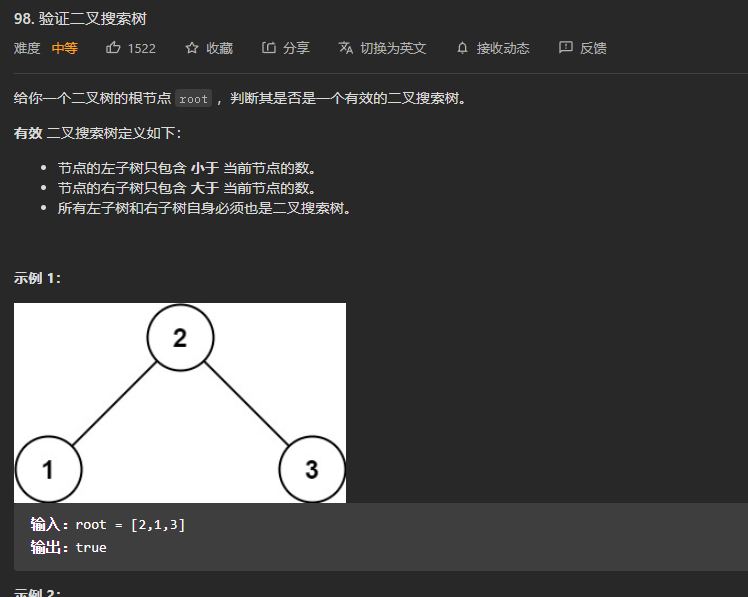 98. 验证二叉搜索树
难度 中等 1522 收藏 分享 切换为英文 接收动态 反馈
给你一个二叉树的根节点 root ，判断其是否是一个有效的二叉搜索树。
有效 二叉搜索树定义如下：
节点的左子树只包含 小于 当前节点的数。
节点的右子树只包含 大于 当前节点的数。
所有左子树和右子树自身必须也是二叉搜索树。
示例 1：
2
1 3
输入：root = [2,1,3]
输出：true
示例 2：